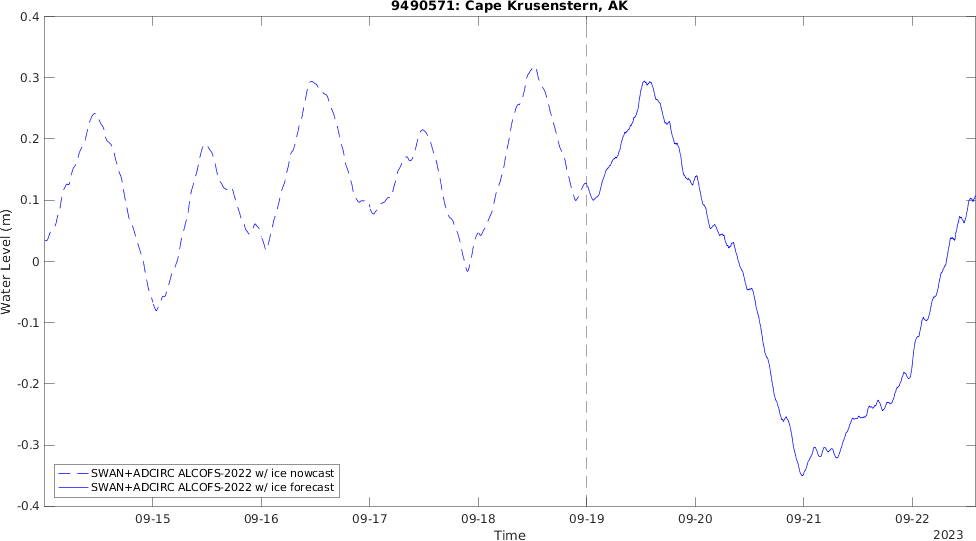 9490571: Cape Krusenstern, AK
0.4
0.3
0.2
0.1
0
-0.1
-0.2
-0.3
-0.4
Water Level (m)
SWAN+ADCIRC ALCOFS-2022 w/ ice nowcast
SWAN+ADCIRC ALCOFS-2022 w/ ice forecast
09-15 09-16 09-17 09-18 09-19 09-20 09-21 09-22
Time
2023